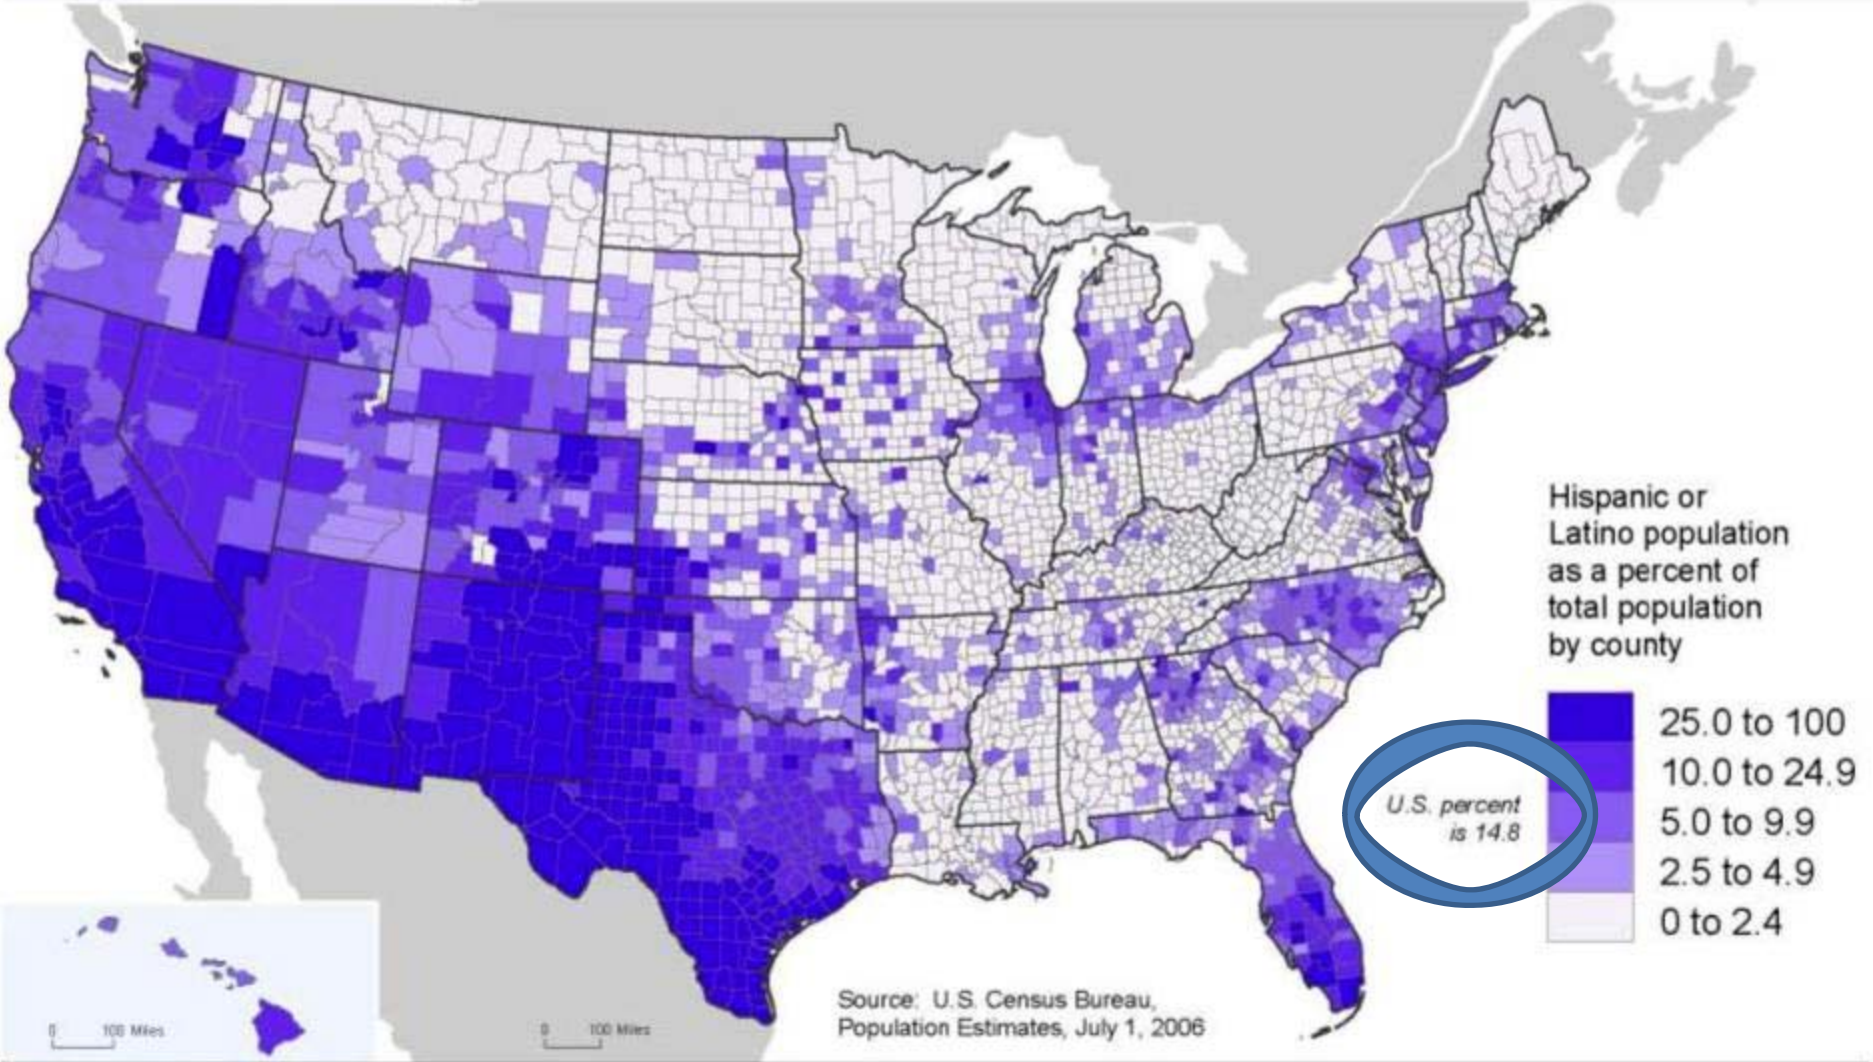 Hispanic or
Latino population
as a percent of
total population
by county
25.0 to 100
10.0 to 24.9
U.S. percent
is 14.8
5.0 to 9.9
2.5 to 4.9
0 to 2.4
Source: U.S. Census Bureau,
Population Estimates, July 1, 2006
0 100 Miles
0 100 Miles